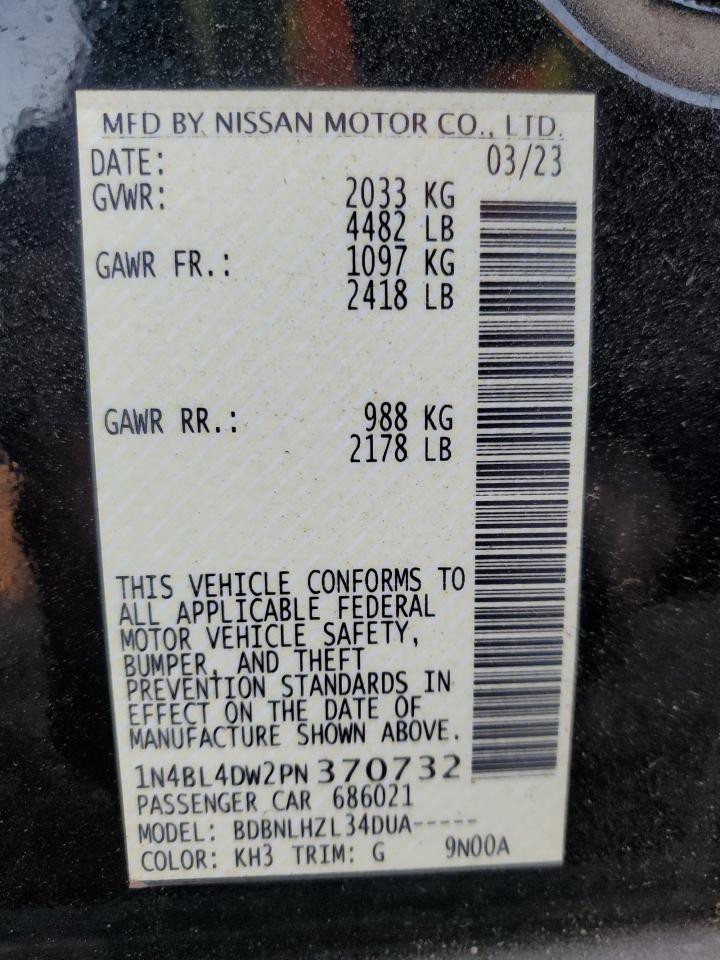 MFD BY NISSAN MOTOR CO., LTD.
DATE: 03/23
GVWR: 2033 KG
4482 LB
GAWR FR.: 1097 KG
2418 LB
GAWR RR.: 988 KG
2178 LB
THIS VEHICLE CONFORMS TO
ALL APPLICABLE FEDERAL
MOTOR VEHICLE SAFETY,
BUMPER, AND THEFT
PREVENTION STANDARDS IN
EFFECT ON THE DATE OF
MANUFACTURE SHOWN ABOVE.
1N4BL4DW2PN370732
PASSENGER CAR 686021
MODEL: BDBNLHZL34DUA-----
COLOR: KH3 TRIM: G 9N00A